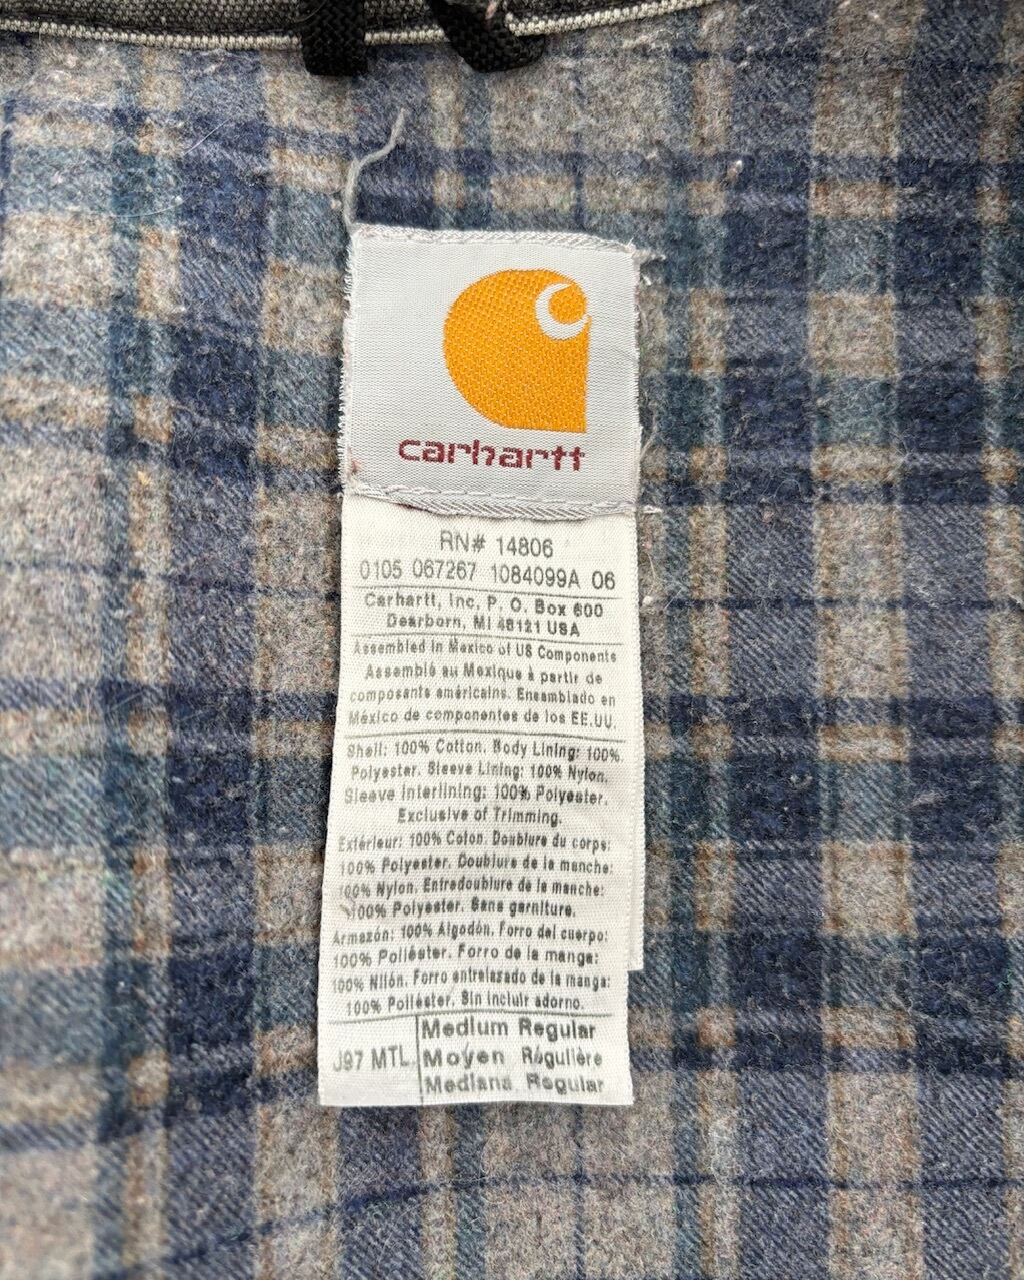 carhartt
RN# 14806
0105 067267 1084099A 06
Carhartt, Inc. P. O. Box 600
Dearborn, MI 48121 USA
Assembled in Mexico of US Components
Assemblé au Mexique à partir de
composants américains. Ensamblado en
México de componentes de los EE.UU.
Shell: 100% Cotton. Body Lining: 100%
Polyester. Sleeve Lining: 100% Nylon.
Sleeve Interlining: 100% Polyester.
Exclusive of Trimming.
Extérieur: 100% Coton. Doublure du corps:
100% Polyester. Doublure de la manche:
100% Nylon. Entredoublure de la manche:
100% Polyester. Sans garniture.
Armazón: 100% Algodón. Forro del cuerpo:
100% Poliéster. Forro de la manga:
100% Nilón. Forro entrelazado de la manga:
100% Poliéster. Sin incluir adorno.
J97 MTL
Medium Regular
Moyen Régulière
Mediana Regular